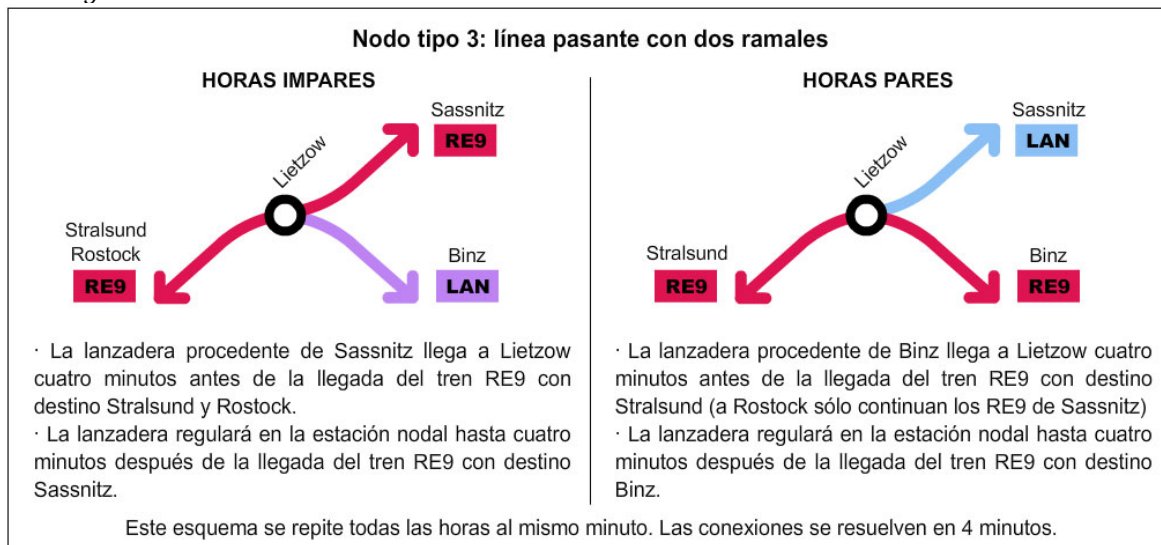 Nodo tipo 3: línea pasante con dos ramales
HORAS IMPARES
Sassnitz
RE9
Lietzow
Stralsund
Rostock
RE9
Binz
LAN
· La lanzadera procedente de Sassnitz llega a Lietzow
cuatro minutos antes de la llegada del tren RE9 con
destino Stralsund y Rostock.
· La lanzadera regulará en la estación nodal hasta cuatro
minutos después de la llegada del tren RE9 con destino
Sassnitz.
HORAS PARES
Sassnitz
LAN
Lietzow
Stralsund
RE9
Binz
RE9
· La lanzadera procedente de Binz llega a Lietzow cuatro
minutos antes de la llegada del tren RE9 con destino
Stralsund (a Rostock sólo continuan los RE9 de Sassnitz)
· La lanzadera regulará en la estación nodal hasta cuatro
minutos después de la llegada del tren RE9 con destino
Binz.
Este esquema se repite todas las horas al mismo minuto. Las conexiones se resuelven en 4 minutos.